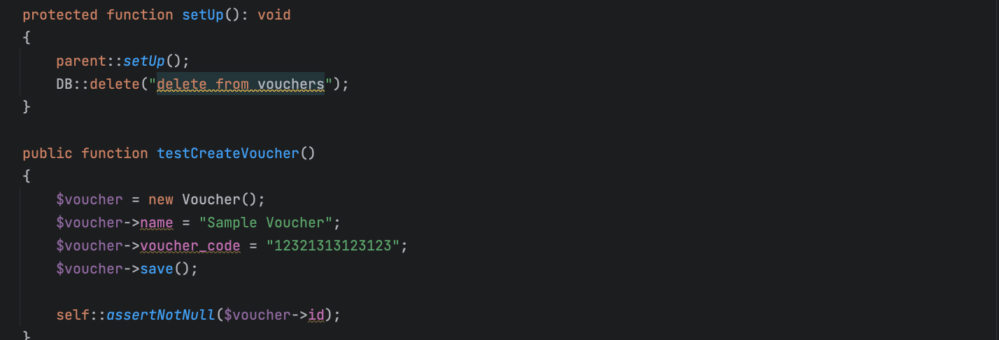 protected function setUp(): void
{
    parent::setUp();
    DB::delete("delete from vouchers");
}

public function testCreateVoucher()
{
    $voucher = new Voucher();
    $voucher->name = "Sample Voucher";
    $voucher->voucher_code = "12321313123123";
    $voucher->save();

    self::assertNotNull($voucher->id);
}